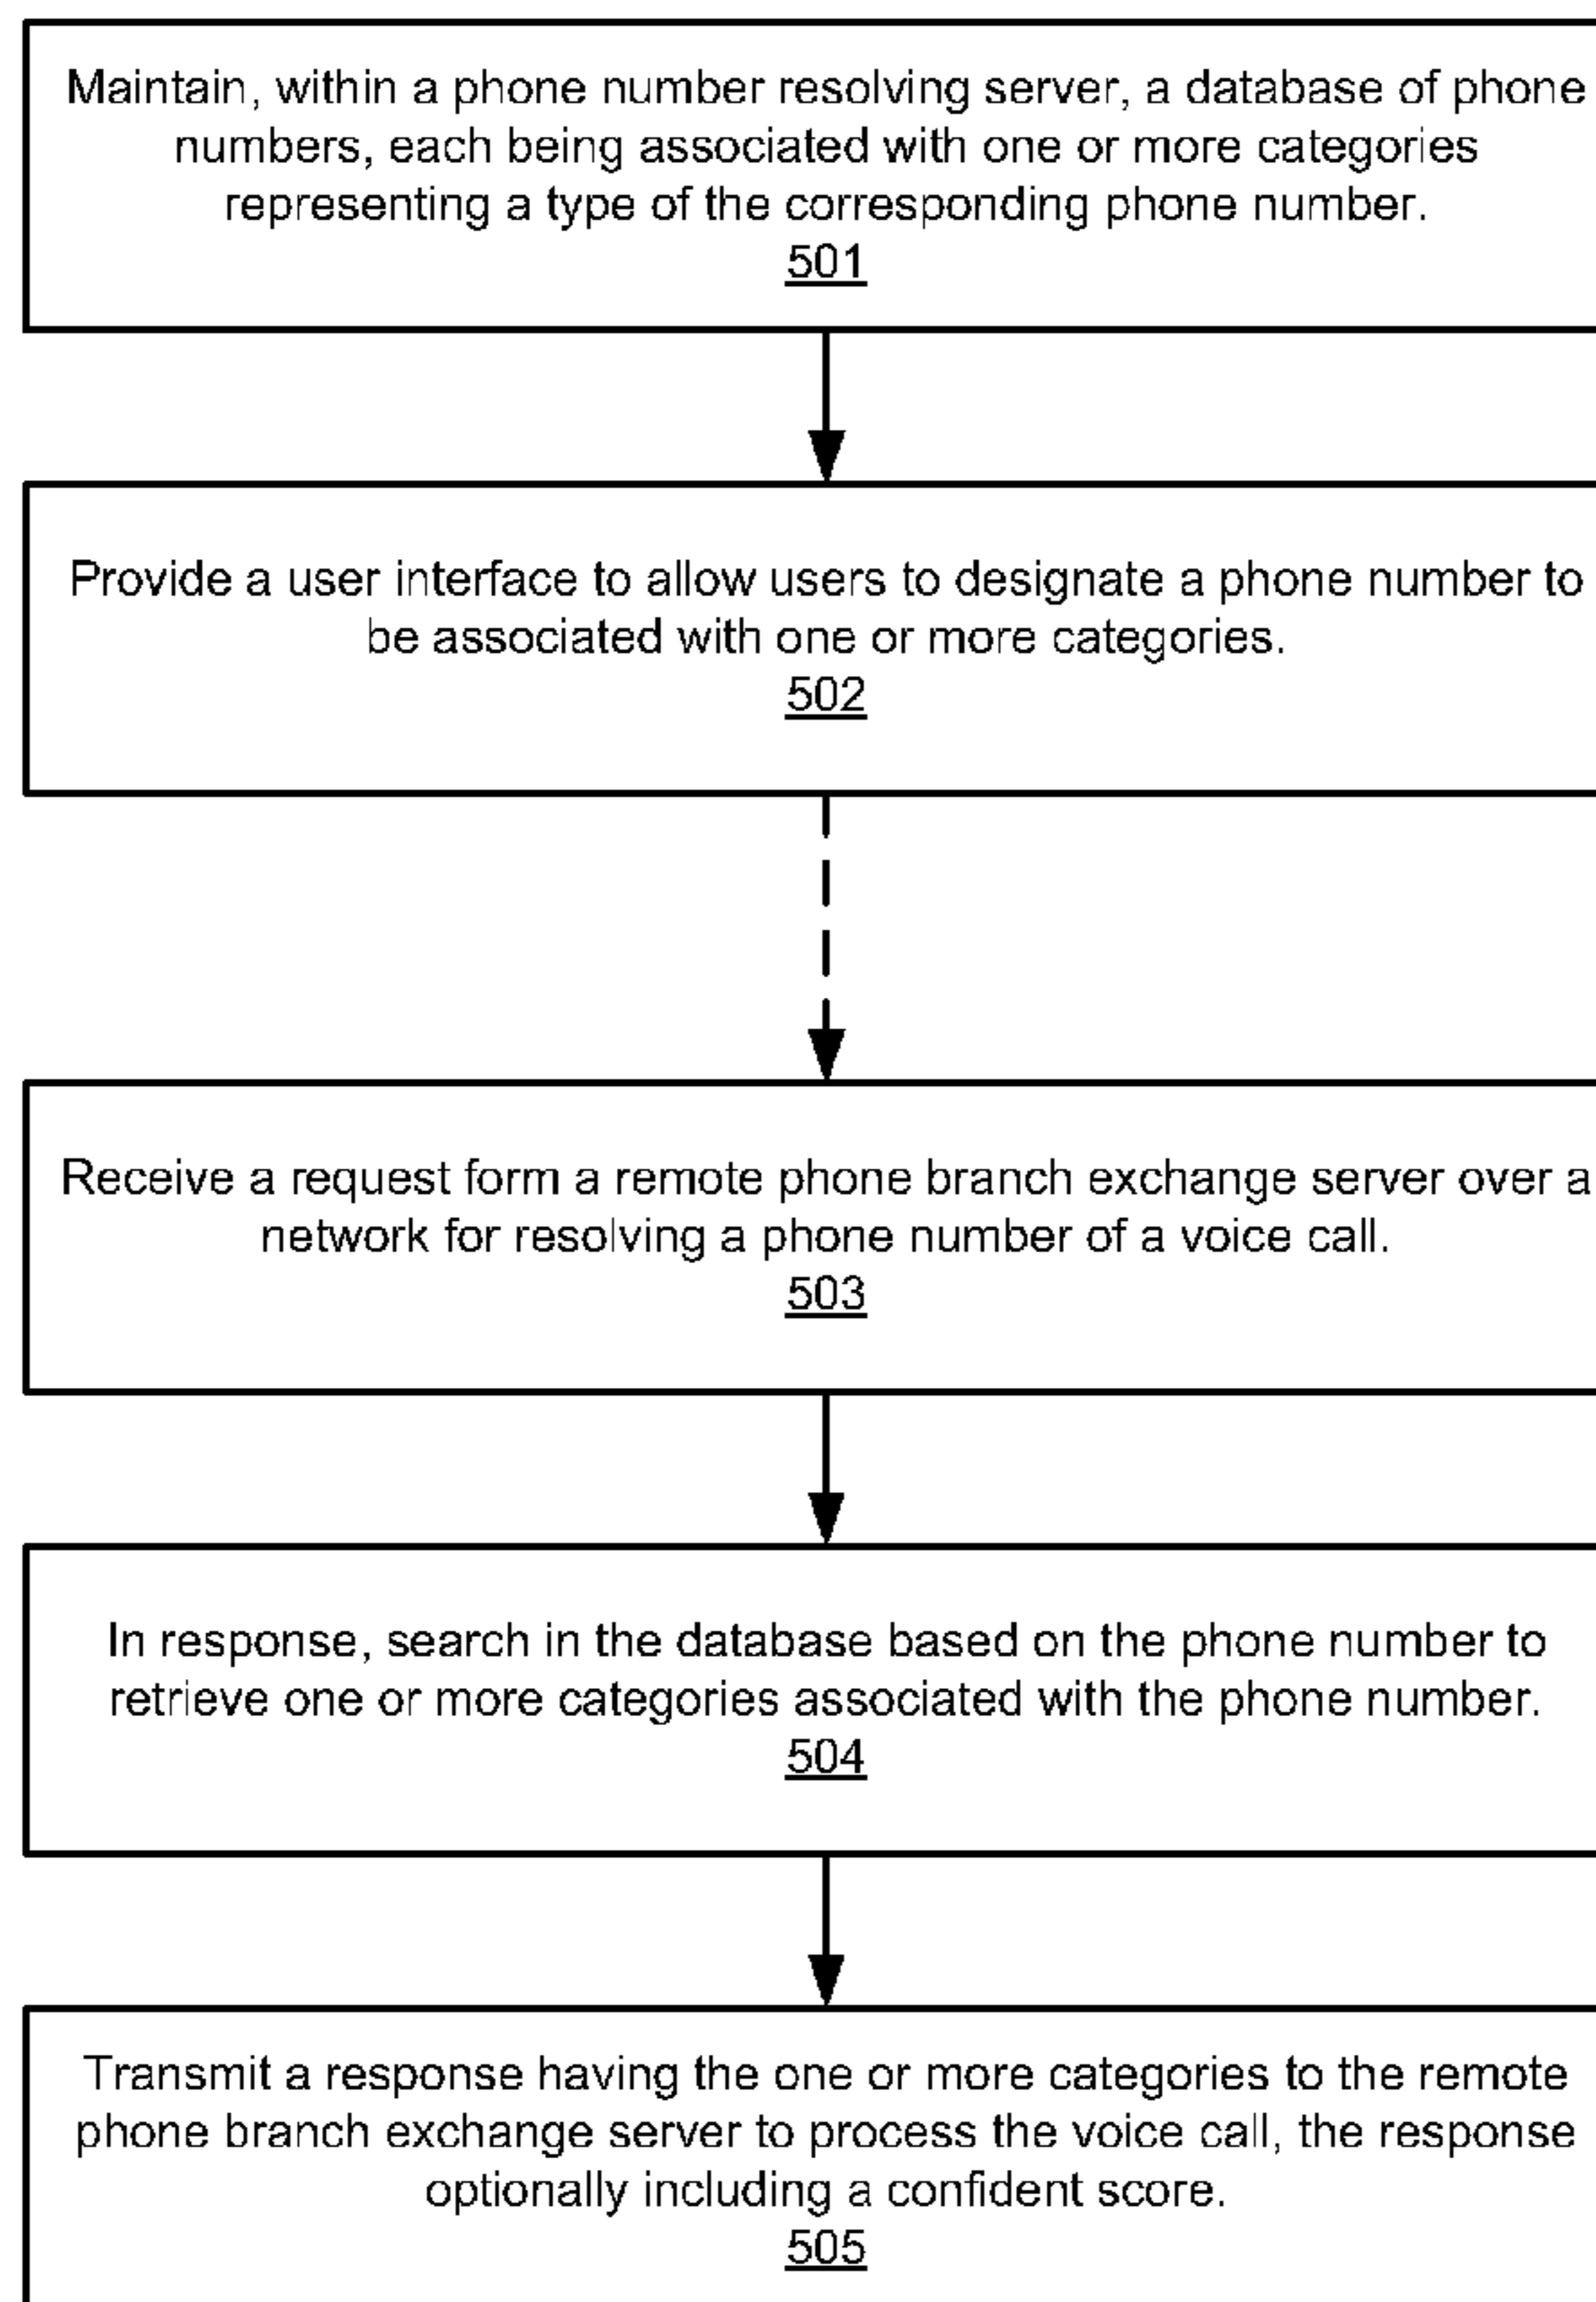 Maintain, within a phone number resolving server, a database of phone
numbers, each being associated with one or more categories
representing a type of the corresponding phone number.
501
Provide a user interface to allow users to designate a phone number to
be associated with one or more categories.
502
Receive a request form a remote phone branch exchange server over a
network for resolving a phone number of a voice call.
503
In response, search in the database based on the phone number to
retrieve one or more categories associated with the phone number.
504
Transmit a response having the one or more categories to the remote
phone branch exchange server to process the voice call, the response
optionally including a confident score.
505